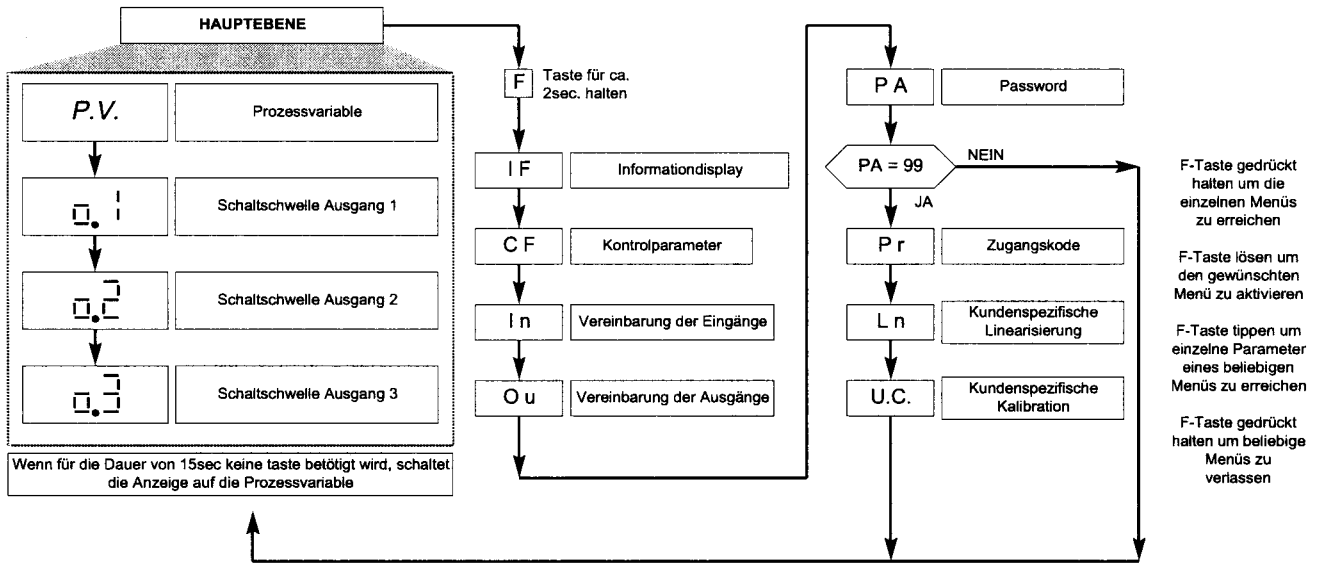 HAUPTEBENE
P.V.
Prozessvariable
o.1
Schaltschwelle Ausgang 1
o.2
Schaltschwelle Ausgang 2
o.3
Schaltschwelle Ausgang 3
Wenn für die Dauer von 15sec keine taste betötigt wird, schaltet
die Anzeige auf die Prozessvariable
F
Taste für ca.
2sec. halten
I F
Informationdisplay
C F
Kontrolparameter
I n
Vereinbarung der Eingänge
O u
Vereinbarung der Ausgänge
P A
Password
PA = 99
NEIN
JA
P r
Zugangskode
L n
Kundenspezifische
Linearisierung
U.C.
Kundenspezifische
Kalibration
F-Taste gedrückt
halten um die
einzelnen Menüs
zu erreichen
F-Taste lösen um
den gewünschten
Menü zu aktivieren
F-Taste tippen um
einzelne Parameter
eines beliebigen
Menüs zu erreichen
F-Taste gedrückt
halten um beliebige
Menüs zu
verlassen